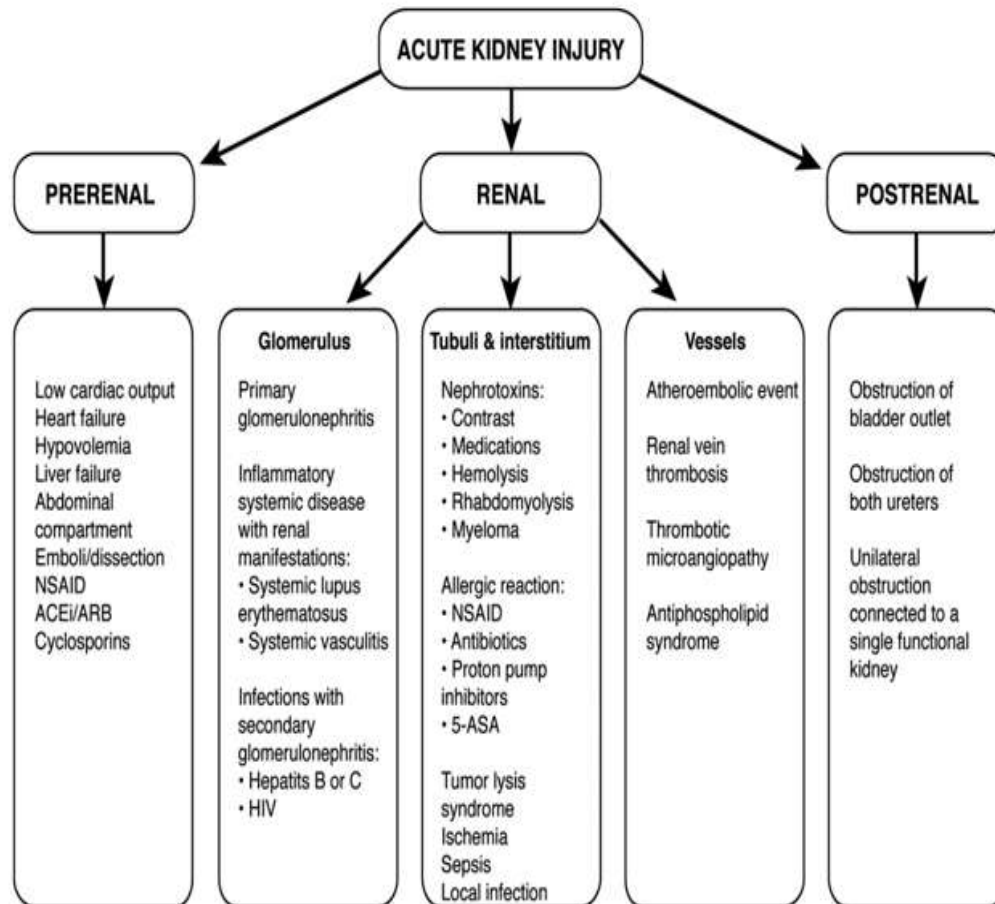 ACUTE KIDNEY INJURY
PRERENAL
RENAL
POSTRENAL
Low cardiac output
Heart failure
Hypovolemia
Liver failure
Abdominal
compartment
Emboli/dissection
NSAID
ACEi/ARB
Cyclosporins
Glomerulus
Primary
glomerulonephritis
Inflammatory
systemic disease
with renal
manifestations:
• Systemic lupus
erythematosus
• Systemic vasculitis
Infections with
secondary
glomerulonephritis:
• Hepatits B or C
• HIV
Tubuli & interstitium
Nephrotoxins:
• Contrast
• Medications
• Hemolysis
• Rhabdomyolysis
• Myeloma
Allergic reaction:
• NSAID
• Antibiotics
• Proton pump
inhibitors
• 5-ASA
Tumor lysis
syndrome
Ischemia
Sepsis
Local infection
Vessels
Atheroembolic event
Renal vein
thrombosis
Thrombotic
microangiopathy
Antiphospholipid
syndrome
Obstruction of
bladder outlet
Obstruction of
both ureters
Unilateral
obstruction
connected to a
single functional
kidney